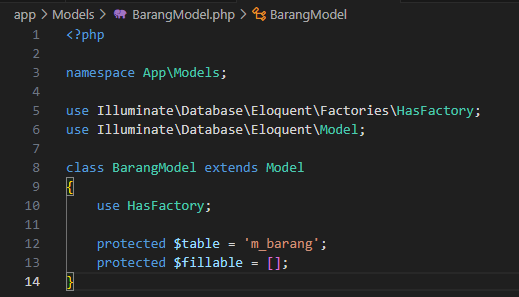 app > Models > BarangModel.php > BarangModel
1 <?php
2
3 namespace App\Models;
4
5 use Illuminate\Database\Eloquent\Factories\HasFactory;
6 use Illuminate\Database\Eloquent\Model;
7
8 class BarangModel extends Model
9 {
10 use HasFactory;
11
12 protected $table = 'm_barang';
13 protected $fillable = [];
14 }